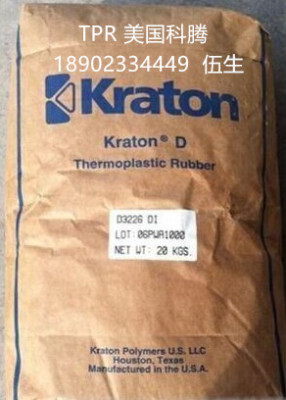 TPR 美国科腾
18902334449 伍生
Kraton
Kraton® D
Thermoplastic Rubber
D3226 DI
LOT: 06PWA1000
NET WT: 20 KGS.
Kraton Polymers U.S. LLC
Houston, Texas
Manufactured in the U.S.A.